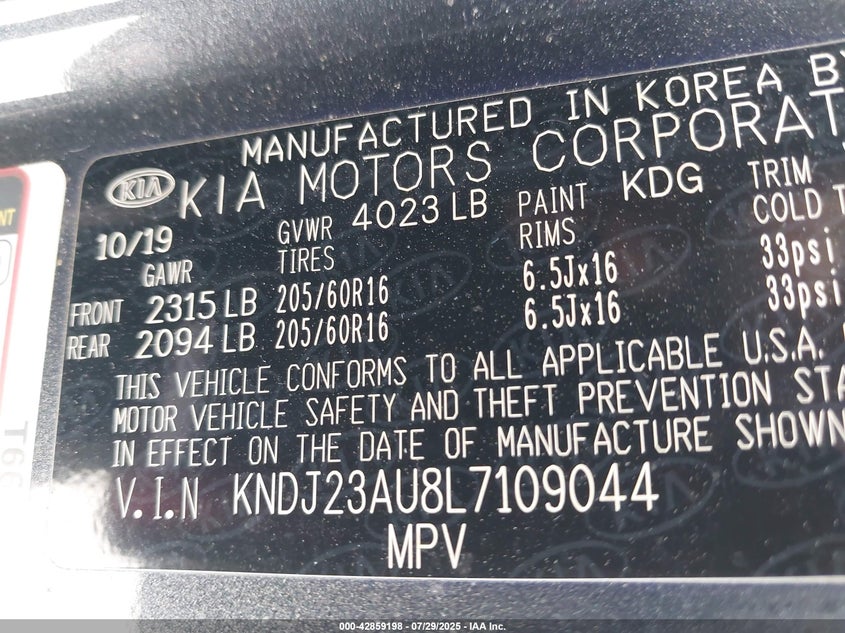 MANUFACTURED IN KOREA BY
KIA KIA MOTORS CORPORAT
10/19 GVWR 4023 LB PAINT KDG TRIM
GAWR TIRES RIMS COLD T
FRONT 2315 LB 205/60R16 6.5Jx16 33psi
REAR 2094 LB 205/60R16 6.5Jx16 33psi
THIS VEHICLE CONFORMS TO ALL APPLICABLE U.S.A.
MOTOR VEHICLE SAFETY AND THEFT PREVENTION STA
IN EFFECT ON THE DATE OF MANUFACTURE SHOWN
V.I.N KNDJ23AU8L7109044
MPV
000-42859198 - 07/29/2025 - IAA Inc.